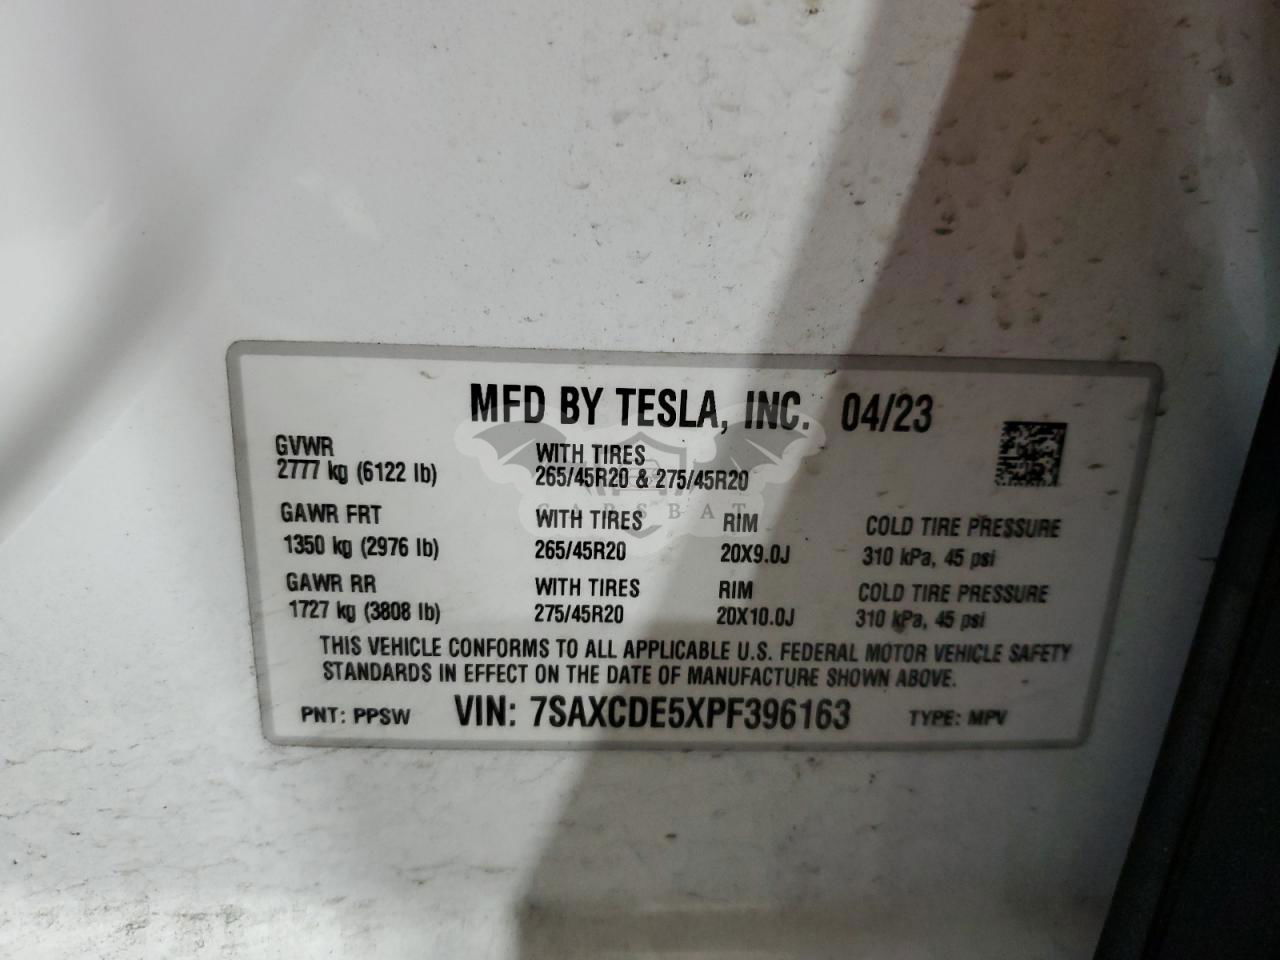 MFD BY TESLA, INC. 04/23
GVWR
2777 kg (6122 lb)
WITH TIRES
265/45R20 & 275/45R20
GAWR FRT WITH TIRES RIM COLD TIRE PRESSURE
1350 kg (2976 lb) 265/45R20 20X9.0J 310 kPa, 45 psi
GAWR RR WITH TIRES RIM COLD TIRE PRESSURE
1727 kg (3808 lb) 275/45R20 20X10.0J 310 kPa, 45 psi
THIS VEHICLE CONFORMS TO ALL APPLICABLE U.S. FEDERAL MOTOR VEHICLE SAFETY
STANDARDS IN EFFECT ON THE DATE OF MANUFACTURE SHOWN ABOVE.
PNT: PPSW VIN: 7SAXCDE5XPF396163 TYPE: MPV
CARSBAT